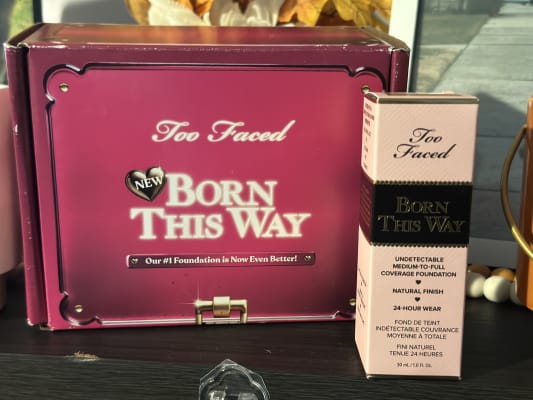 Too Faced
NEW
BORN
THIS WAY
Our #1 Foundation is Now Even Better!
Too
Faced
BORN
THIS WAY
UNDETECTABLE
MEDIUM-TO-FULL
COVERAGE FOUNDATION
NATURAL FINISH
24-HOUR WEAR
FOND DE TEINT
INDÉTECTABLE COUVRANCE
MOYENNE À TOTALE
FINI NATUREL
TENUE 24 HEURES
30 mL / 1.0 fl. Oz.